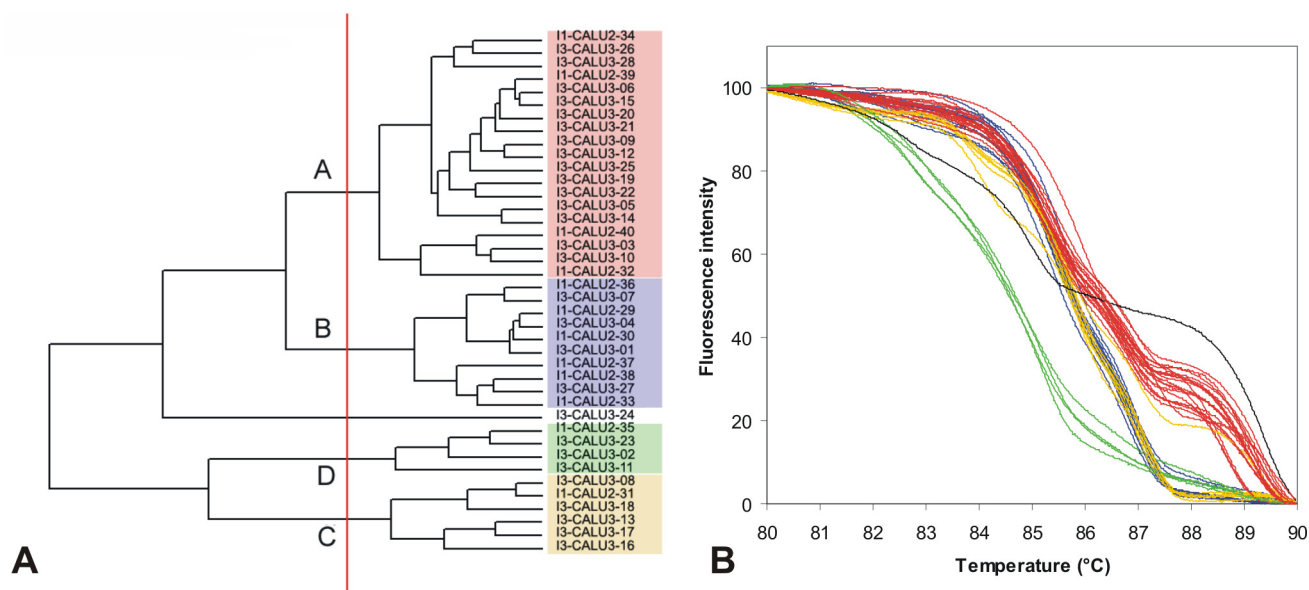 I1-CALU2-34
I3-CALU3-26
I3-CALU3-28
I1-CALU2-39
I3-CALU3-06
I3-CALU3-15
I3-CALU3-20
I3-CALU3-21
I3-CALU3-09
I3-CALU3-12
I3-CALU3-25
I3-CALU3-19
I3-CALU3-22
I3-CALU3-05
I3-CALU3-14
I1-CALU2-40
I3-CALU3-03
I3-CALU3-10
I1-CALU2-32
I1-CALU2-36
I3-CALU3-07
I1-CALU2-29
I3-CALU3-04
I1-CALU2-30
I3-CALU3-01
I1-CALU2-37
I1-CALU2-38
I3-CALU3-27
I1-CALU2-33
I3-CALU3-24
I1-CALU2-35
I3-CALU3-23
I3-CALU3-02
I3-CALU3-11
I3-CALU3-08
I1-CALU2-31
I3-CALU3-18
I3-CALU3-13
I3-CALU3-17
I3-CALU3-16
A
B
D
C
A
Fluorescence intensity
100
80
60
40
20
0
80 81 82 83 84 85 86 87 88 89 90
Temperature (°C)
B